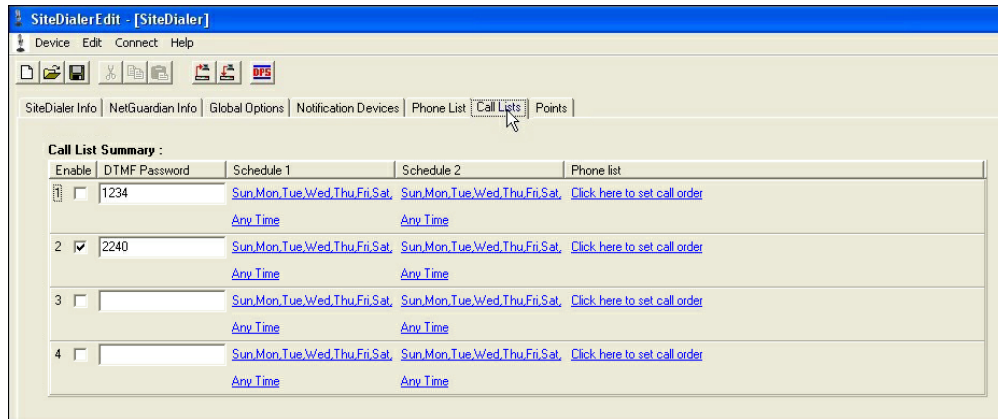 SiteDialerEdit - [SiteDialer]
Device Edit Connect Help
DPS
SiteDialer Info NetGuardian Info Global Options Notification Devices Phone List Call Lists Points
Call List Summary :
Enable DTMF Password Schedule 1 Schedule 2 Phone list
1 1234 Sun,Mon,Tue,Wed,Thu,Fri,Sat, Sun,Mon,Tue,Wed,Thu,Fri,Sat, Click here to set call order
Any Time Any Time
2 2240 Sun,Mon,Tue,Wed,Thu,Fri,Sat, Sun,Mon,Tue,Wed,Thu,Fri,Sat, Click here to set call order
Any Time Any Time
3 Sun,Mon,Tue,Wed,Thu,Fri,Sat, Sun,Mon,Tue,Wed,Thu,Fri,Sat, Click here to set call order
Any Time Any Time
4 Sun,Mon,Tue,Wed,Thu,Fri,Sat, Sun,Mon,Tue,Wed,Thu,Fri,Sat, Click here to set call order
Any Time Any Time